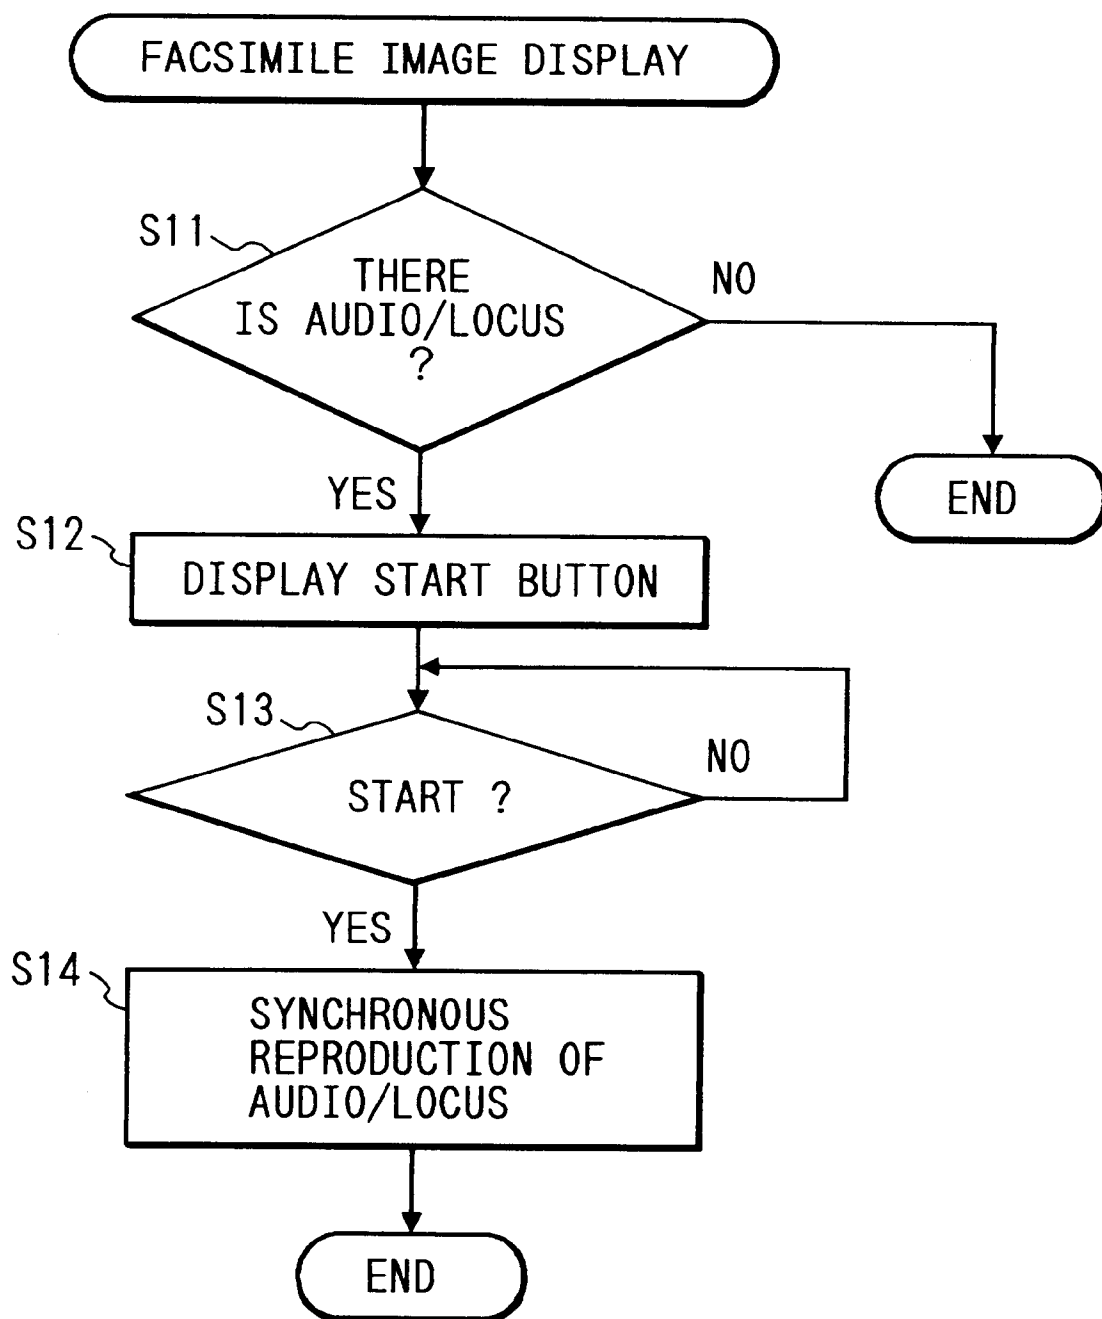 FACSIMILE IMAGE DISPLAY
S11
THERE
IS AUDIO/LOCUS
?
NO
YES
END
S12
DISPLAY START BUTTON
S13
START ?
NO
YES
S14
SYNCHRONOUS
REPRODUCTION OF
AUDIO/LOCUS
END